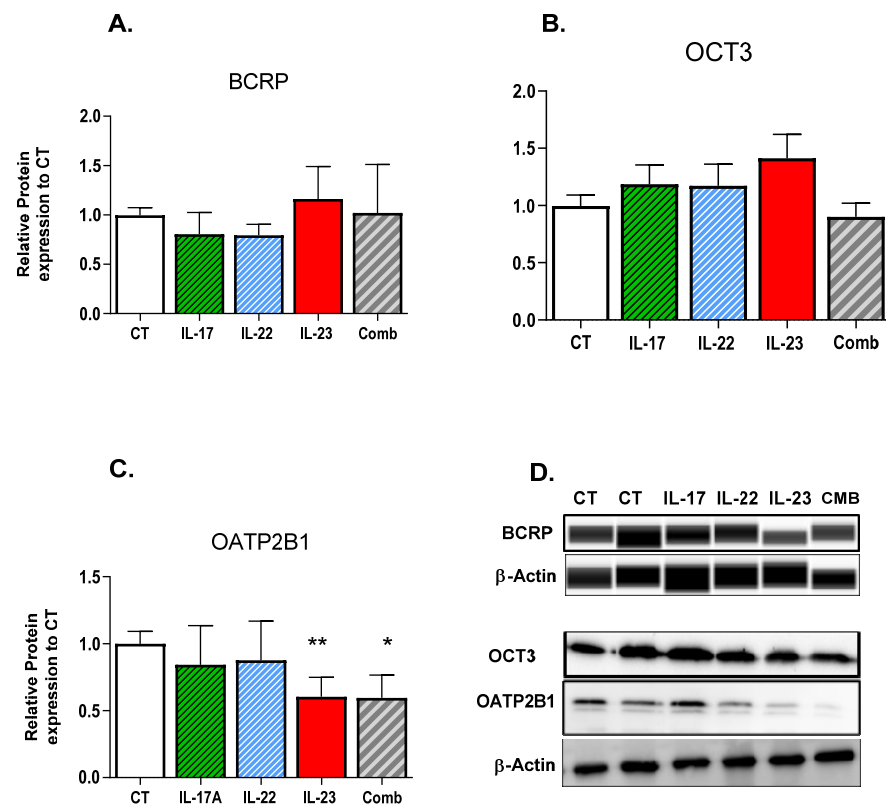 A.
BCRP
Relative Protein
expression to CT
2.0
1.5
1.0
0.5
0.0
CT IL-17 IL-22 IL-23 Comb
B.
OCT3
2.0
1.5
1.0
0.5
0.0
CT IL-17 IL-22 IL-23 Comb
C.
OATP2B1
Relative Protein
expression to CT
1.5
1.0
0.5
0.0
** *
CT IL-17A IL-22 IL-23 Comb
D.
CT CT IL-17 IL-22 IL-23 CMB
BCRP
β-Actin
OCT3
OATP2B1
β-Actin